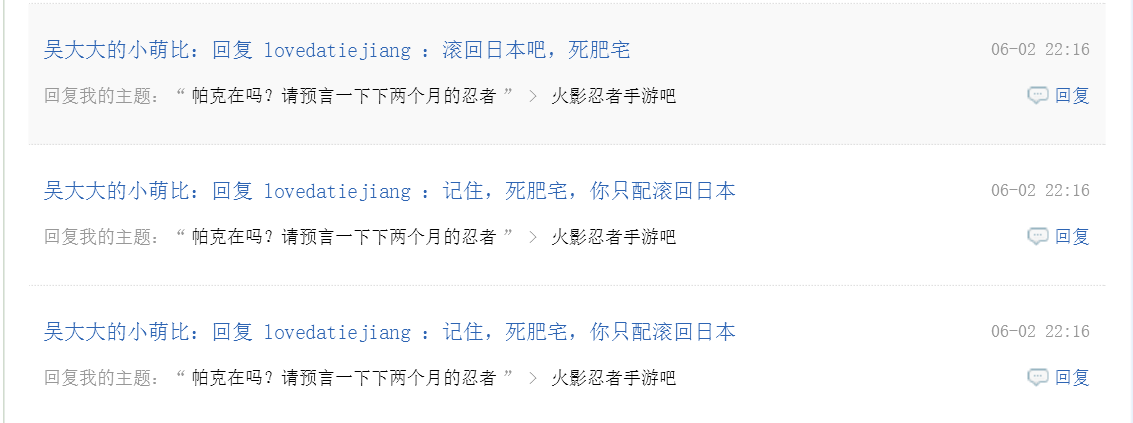 吴大大的小萌比：回复 lovedatiejiang ：滚回日本吧，死肥宅 06-02 22:16
回复我的主题：“ 帕克在吗？请预言一下下两个月的忍者 ” > 火影忍者手游吧 回复
吴大大的小萌比：回复 lovedatiejiang ：记住，死肥宅，你只配滚回日本 06-02 22:16
回复我的主题：“ 帕克在吗？请预言一下下两个月的忍者 ” > 火影忍者手游吧 回复
吴大大的小萌比：回复 lovedatiejiang ：记住，死肥宅，你只配滚回日本 06-02 22:16
回复我的主题：“ 帕克在吗？请预言一下下两个月的忍者 ” > 火影忍者手游吧 回复